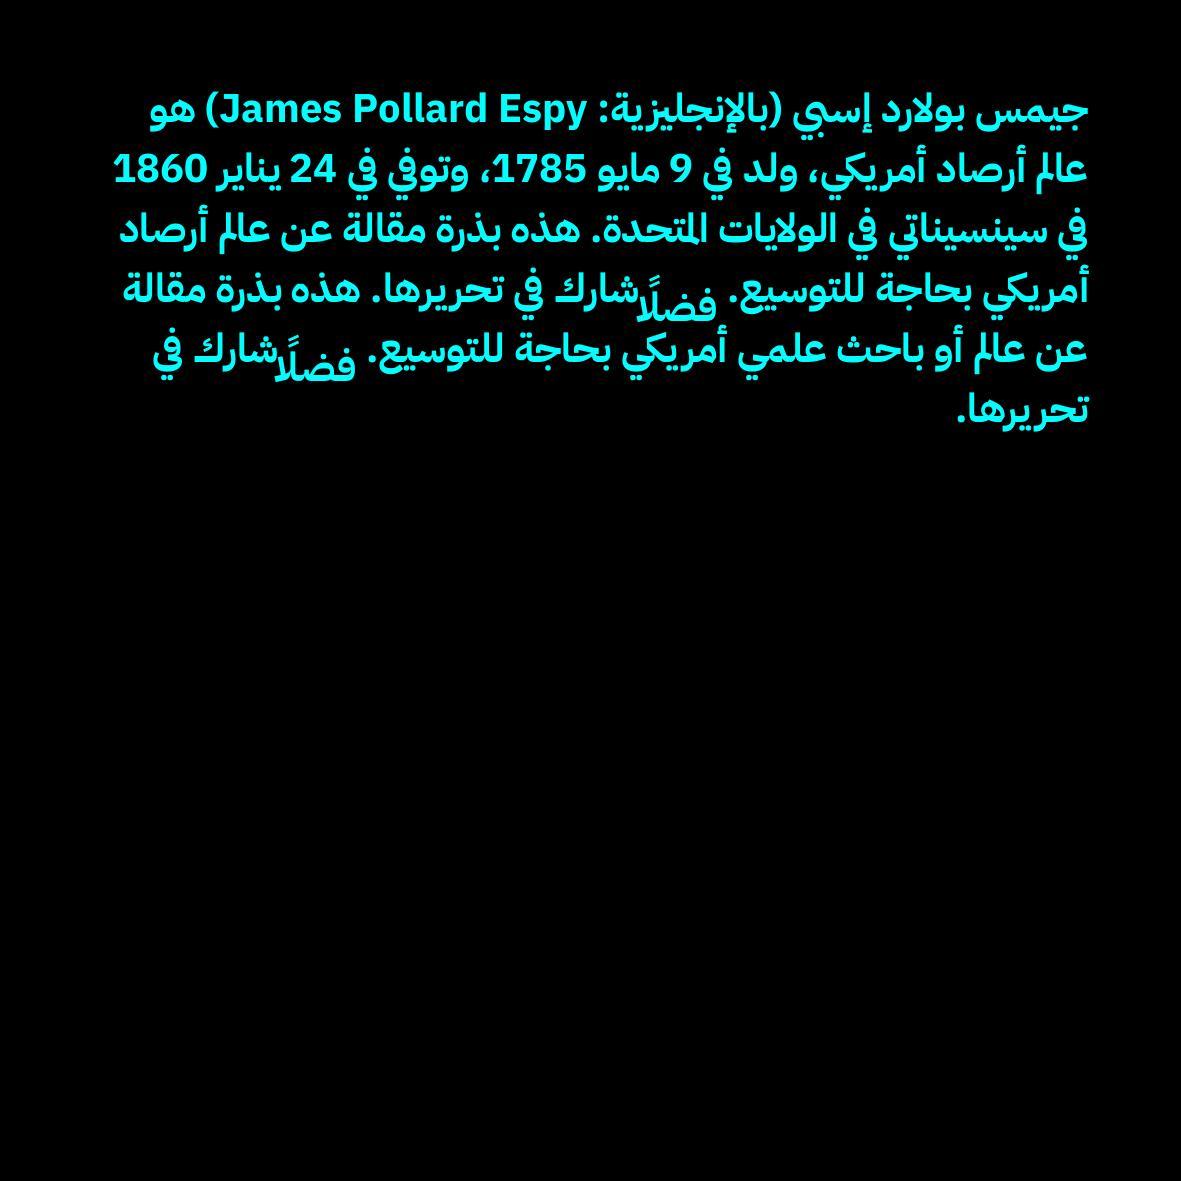 جيمس بولارد إسبي (بالإنجليزية: James Pollard Espy) هو
عالم أرصاد أمريكي، ولد في 9 مايو 1785، وتوفي في 24 يناير 1860
في سينسيناتي في الولايات المتحدة. هذه بذرة مقالة عن عالم أرصاد
أمريكي بحاجة للتوسيع. فضلًا شارك في تحريرها. هذه بذرة مقالة
عن عالم أو باحث علمي أمريكي بحاجة للتوسيع. فضلًا شارك في
تحريرها.